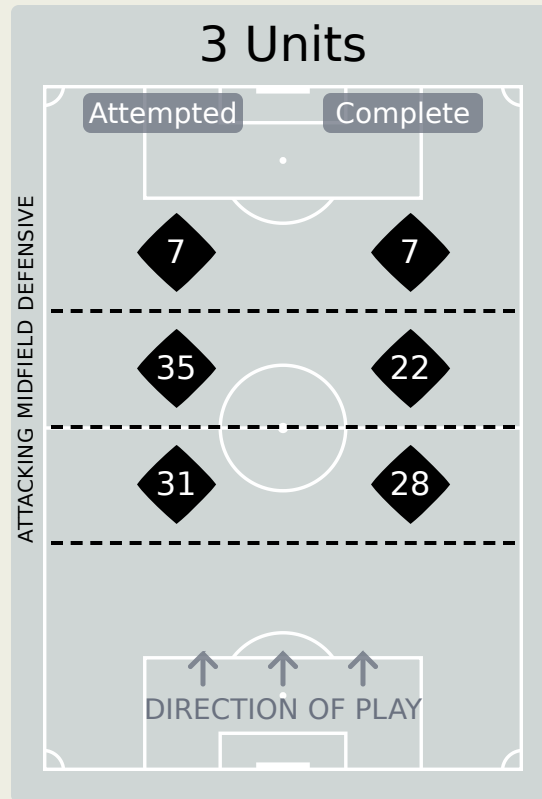 3 Units
Attempted Complete
ATTACKING MIDFIELD DEFENSIVE
7 7
35 22
31 28
DIRECTION OF PLAY